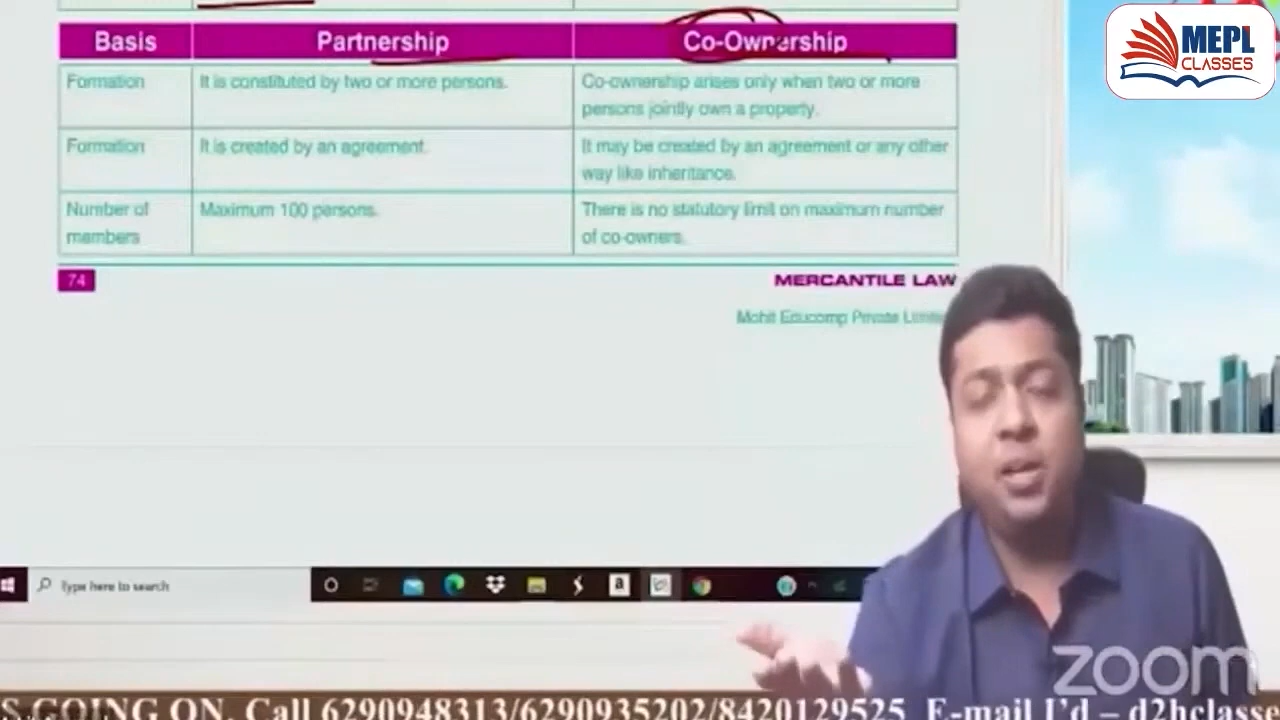 Basis Partnership Co-Ownership
MEPL
CLASSES
Formation It is constituted by two or more persons. Co-ownership arises only when two or more
persons jointly own a property.
Formation It is created by an agreement. It may be created by an agreement or any other
way like inheritance.
Number of Maximum 100 persons. There is no statutory limit on maximum number
members of co-owners.
74 MERCANTILE LAW
Mohit Educomp Private
Type here to search
a
zoom
S GOING ON. Call 6290948313/6290935202/8420129525 E-mail I'd – d2hclasse